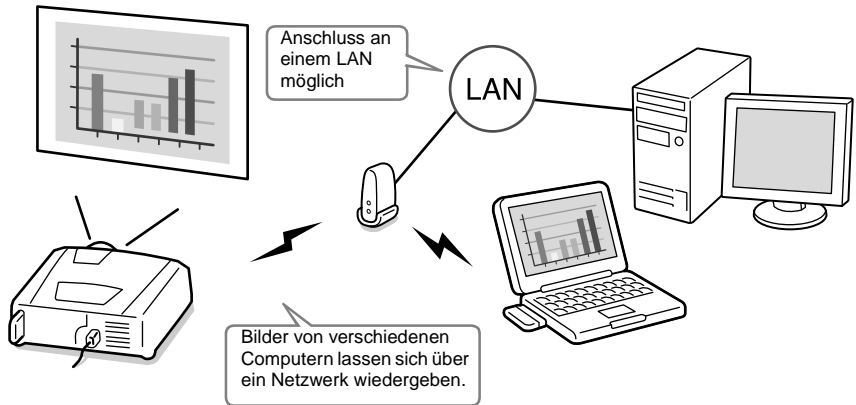 Anschluss an
einem LAN
möglich
LAN
Bilder von verschiedenen
Computern lassen sich über
ein Netzwerk wiedergeben.